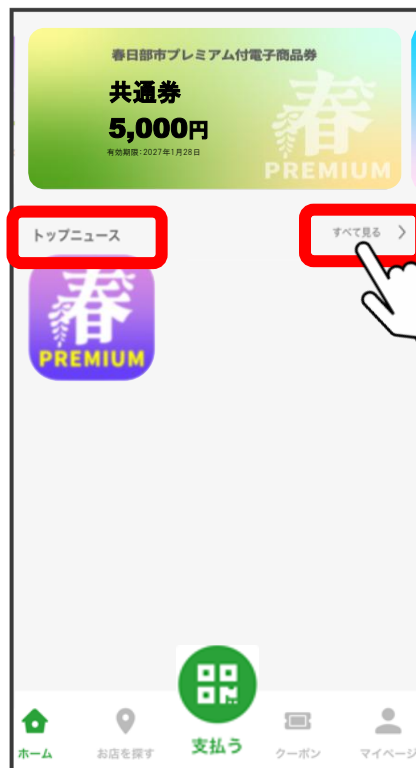 春日部市プレミアム付電子商品券
共通券
5,000円
有効期限:2027年1月28日
春
PREMIUM
トップニュース
すべて見る
春
PREMIUM
ホーム
お店を探す
支払う
クーポン
マイページ